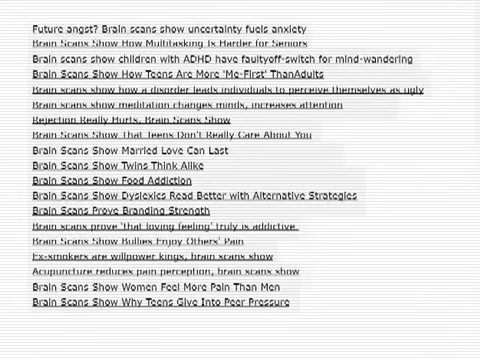 Future angst? Brain scans show uncertainty fuels anxiety
Brain Scans Show How Multitasking Is Harder for Seniors
Brain scans show children with ADHD have faultyoff-switch for mind-wandering
Brain Scans Show How Teens Are More 'Me-First' ThanAdults
Brain scans show how a disorder leads individuals to perceive themselves as ugly
Brain scans show meditation changes minds, increases attention
Rejection Really Hurts, Brain Scans Show
Brain Scans Show That Teens Don't Really Care About You
Brain Scans Show Married Love Can Last
Brain Scans Show Twins Think Alike
Brain Scans Show Food Addiction
Brain Scans Show Dyslexics Read Better with Alternative Strategies
Brain Scans Prove Branding Strength
Brain scans prove 'that loving feeling' truly is addictive
Brain Scans Show Bullies Enjoy Others' Pain
Ex-smokers are willpower kings, brain scans show
Acupuncture reduces pain perception, brain scans show
Brain Scans Show Women Feel More Pain Than Men
Brain Scans Show Why Teens Give Into Peer Pressure